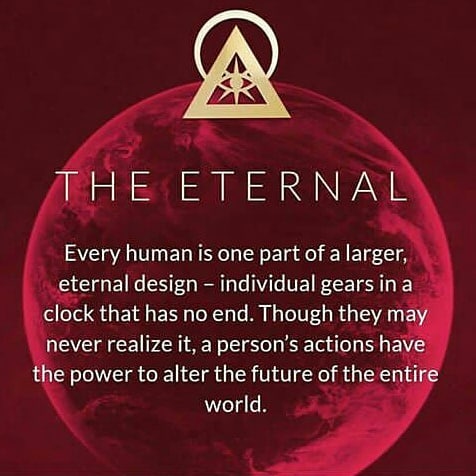 THE ETERNAL
Every human is one part of a larger,
eternal design – individual gears in a
clock that has no end. Though they may
never realize it, a person's actions have
the power to alter the future of the entire
world.